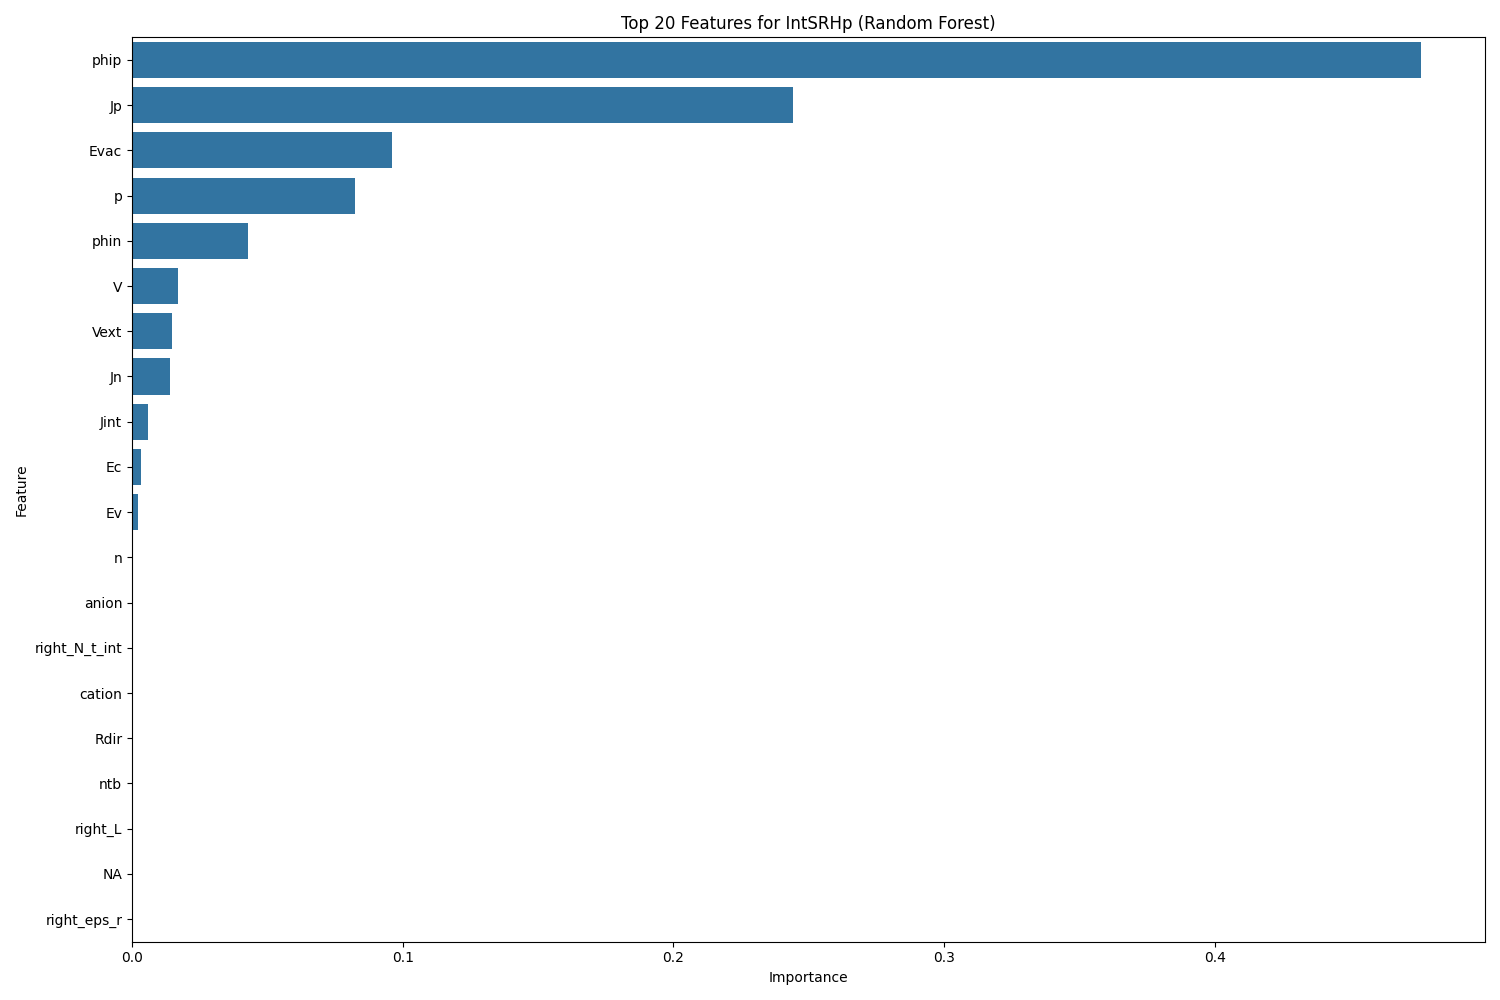 Top 20 Features for IntSRHp (Random Forest)
Feature
phip
Jp
Evac
p
phin
V
Vext
Jn
Jint
Ec
Ev
n
anion
right_N_t_int
cation
Rdir
ntb
right_L
NA
right_eps_r
0.0 0.1 0.2 0.3 0.4
Importance